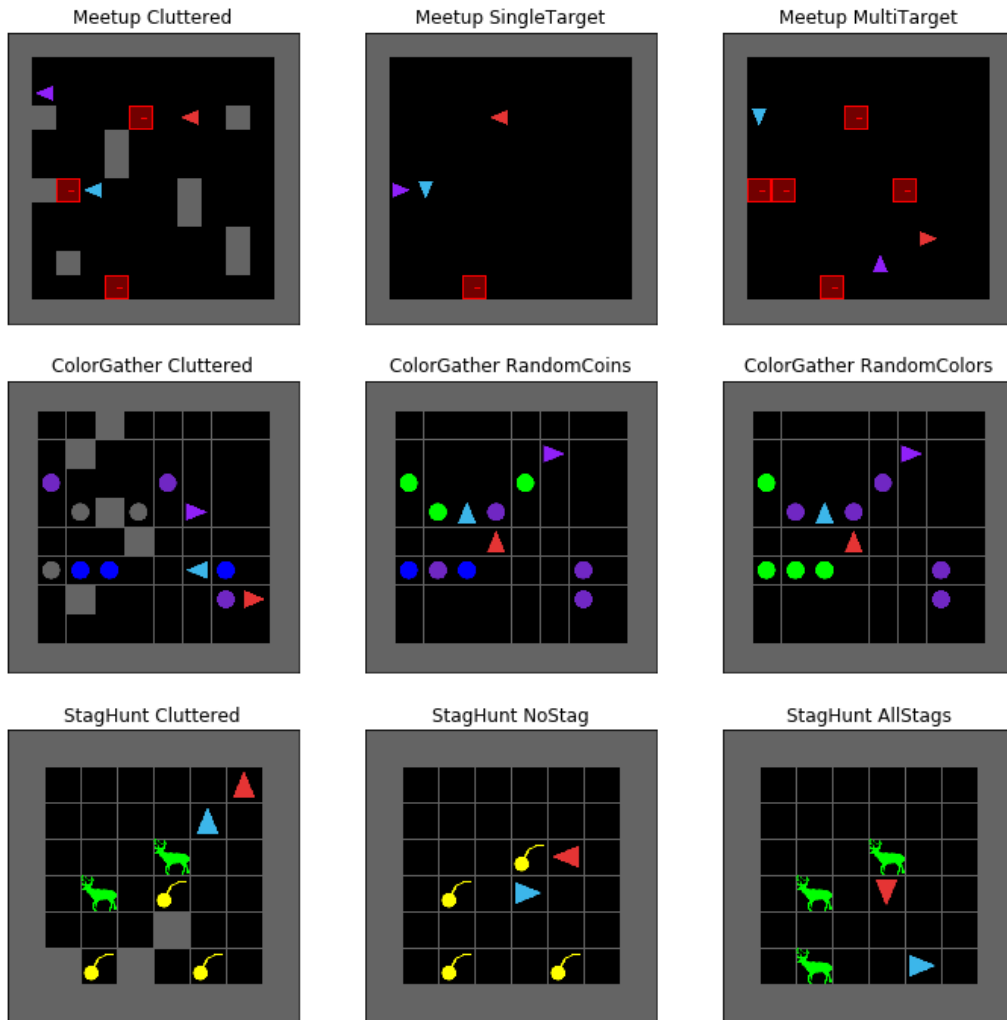 Meetup Cluttered
Meetup SingleTarget
Meetup MultiTarget
ColorGather Cluttered
ColorGather RandomCoins
ColorGather RandomColors
StagHunt Cluttered
StagHunt NoStag
StagHunt AllStags